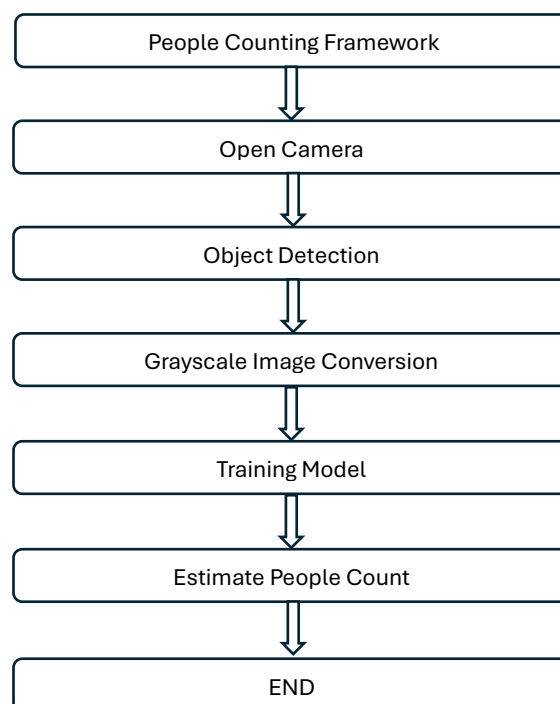 People Counting Framework
Open Camera
Object Detection
Grayscale Image Conversion
Training Model
Estimate People Count
END